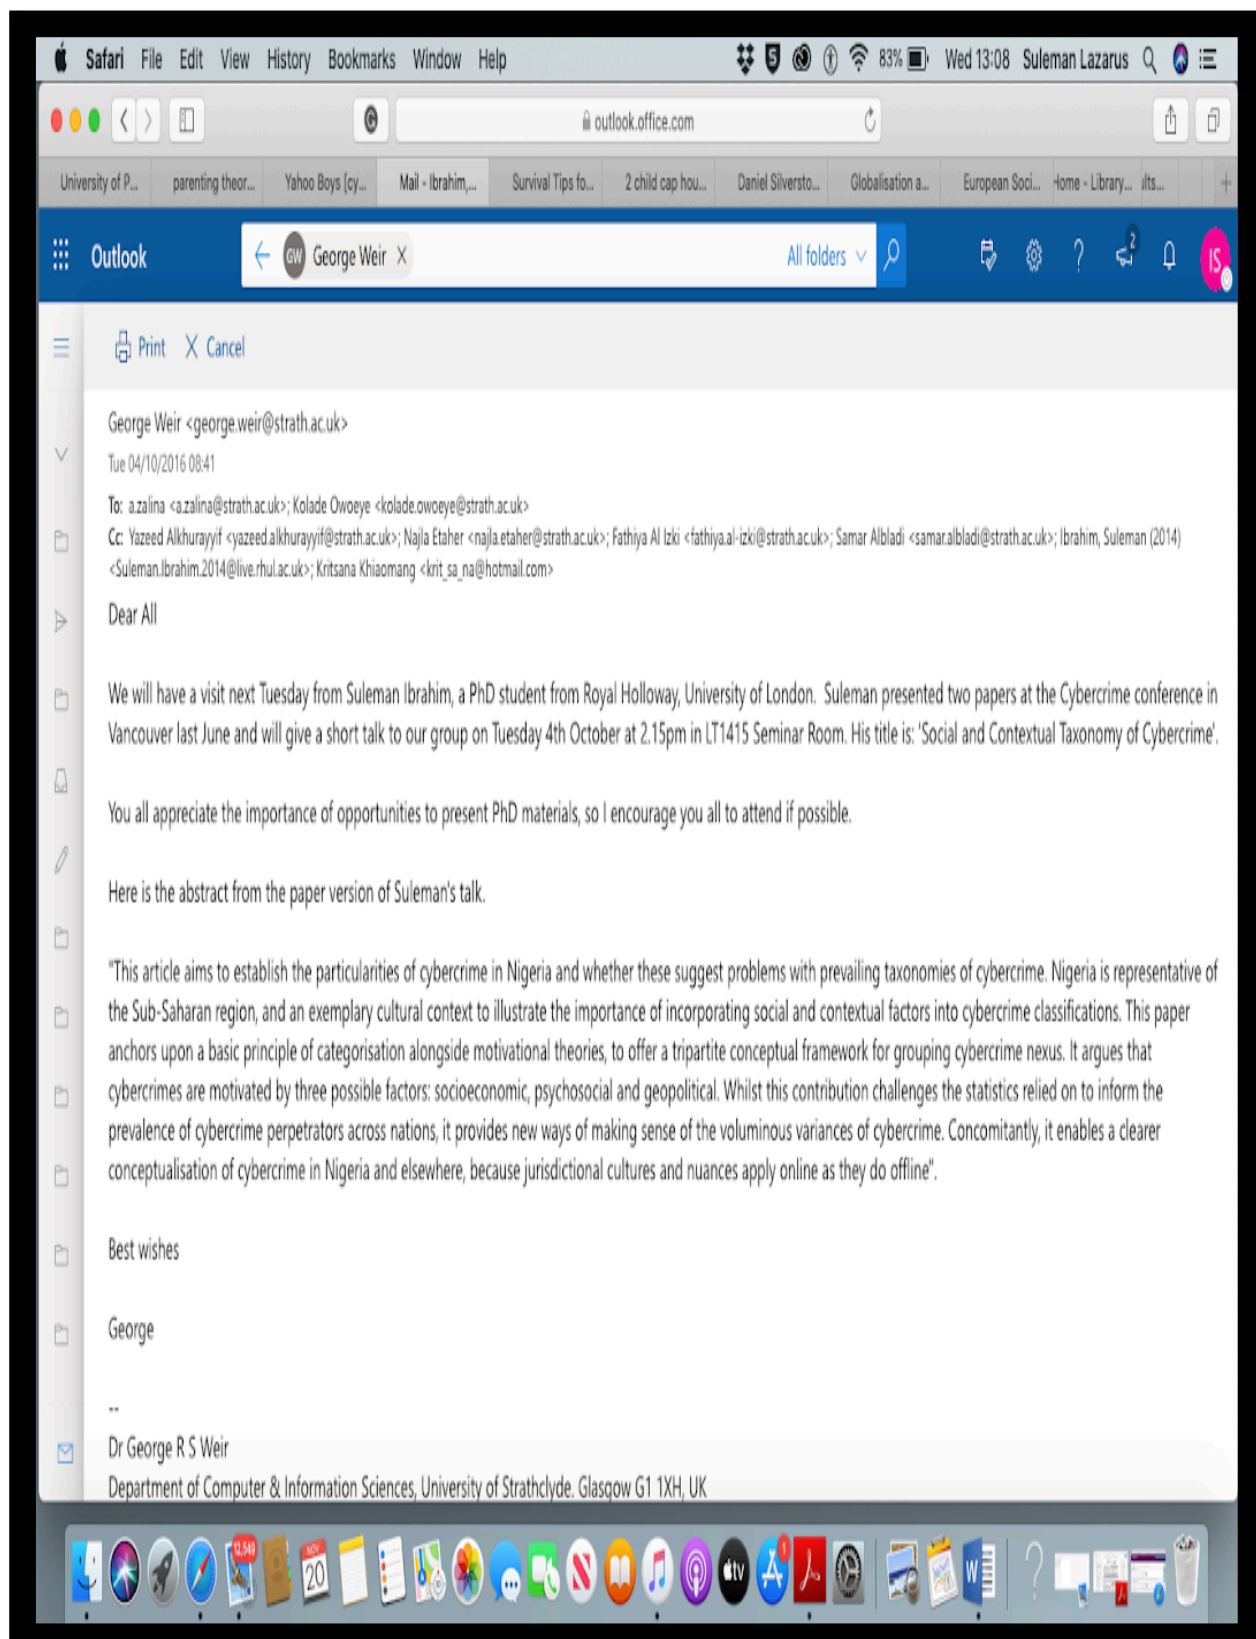 Safari File Edit View History Bookmarks Window Help 83% Wed 13:08 Suleman Lazarus
outlook.office.com
University of P... parenting theor... Yahoo Boys [cy... Mail - Ibrahim,... Survival Tips fo... 2 child cap hou... Daniel Silversto... Globalisation a... European Soci... Home - Library...
Outlook GW George Weir All folders 2 IS
Print Cancel
George Weir <george.weir@strath.ac.uk>
Tue 04/10/2016 08:41
To: a.zalina <a.zalina@strath.ac.uk>; Kolade Owoeye <kolade.owoeye@strath.ac.uk>
Cc: Yazeed Alkhurayyif <yazeed.alkhurayyif@strath.ac.uk>; Najla Etaher <najla.etaher@strath.ac.uk>; Fathiya Al Izki <fathiya.al-izki@strath.ac.uk>; Samar Albladi <samar.albladi@strath.ac.uk>; Ibrahim, Suleman (2014)
<Suleman.Ibrahim.2014@live.rhul.ac.uk>; Kritsana Khiaomang <krit_sa_na@hotmail.com>
Dear All
We will have a visit next Tuesday from Suleman Ibrahim, a PhD student from Royal Holloway, University of London. Suleman presented two papers at the Cybercrime conference in
Vancouver last June and will give a short talk to our group on Tuesday 4th October at 2.15pm in LT1415 Seminar Room. His title is: 'Social and Contextual Taxonomy of Cybercrime'.
You all appreciate the importance of opportunities to present PhD materials, so I encourage you all to attend if possible.
Here is the abstract from the paper version of Suleman's talk.
"This article aims to establish the particularities of cybercrime in Nigeria and whether these suggest problems with prevailing taxonomies of cybercrime. Nigeria is representative of
the Sub-Saharan region, and an exemplary cultural context to illustrate the importance of incorporating social and contextual factors into cybercrime classifications. This paper
anchors upon a basic principle of categorisation alongside motivational theories, to offer a tripartite conceptual framework for grouping cybercrime nexus. It argues that
cybercrimes are motivated by three possible factors: socioeconomic, psychosocial and geopolitical. Whilst this contribution challenges the statistics relied on to inform the
prevalence of cybercrime perpetrators across nations, it provides new ways of making sense of the voluminous variances of cybercrime. Concomitantly, it enables a clearer
conceptualisation of cybercrime in Nigeria and elsewhere, because jurisdictional cultures and nuances apply online as they do offline".
Best wishes
George
--
Dr George R S Weir
Department of Computer & Information Sciences, University of Strathclyde. Glasgow G1 1XH, UK
12,549 NOV 20 tv 1 W